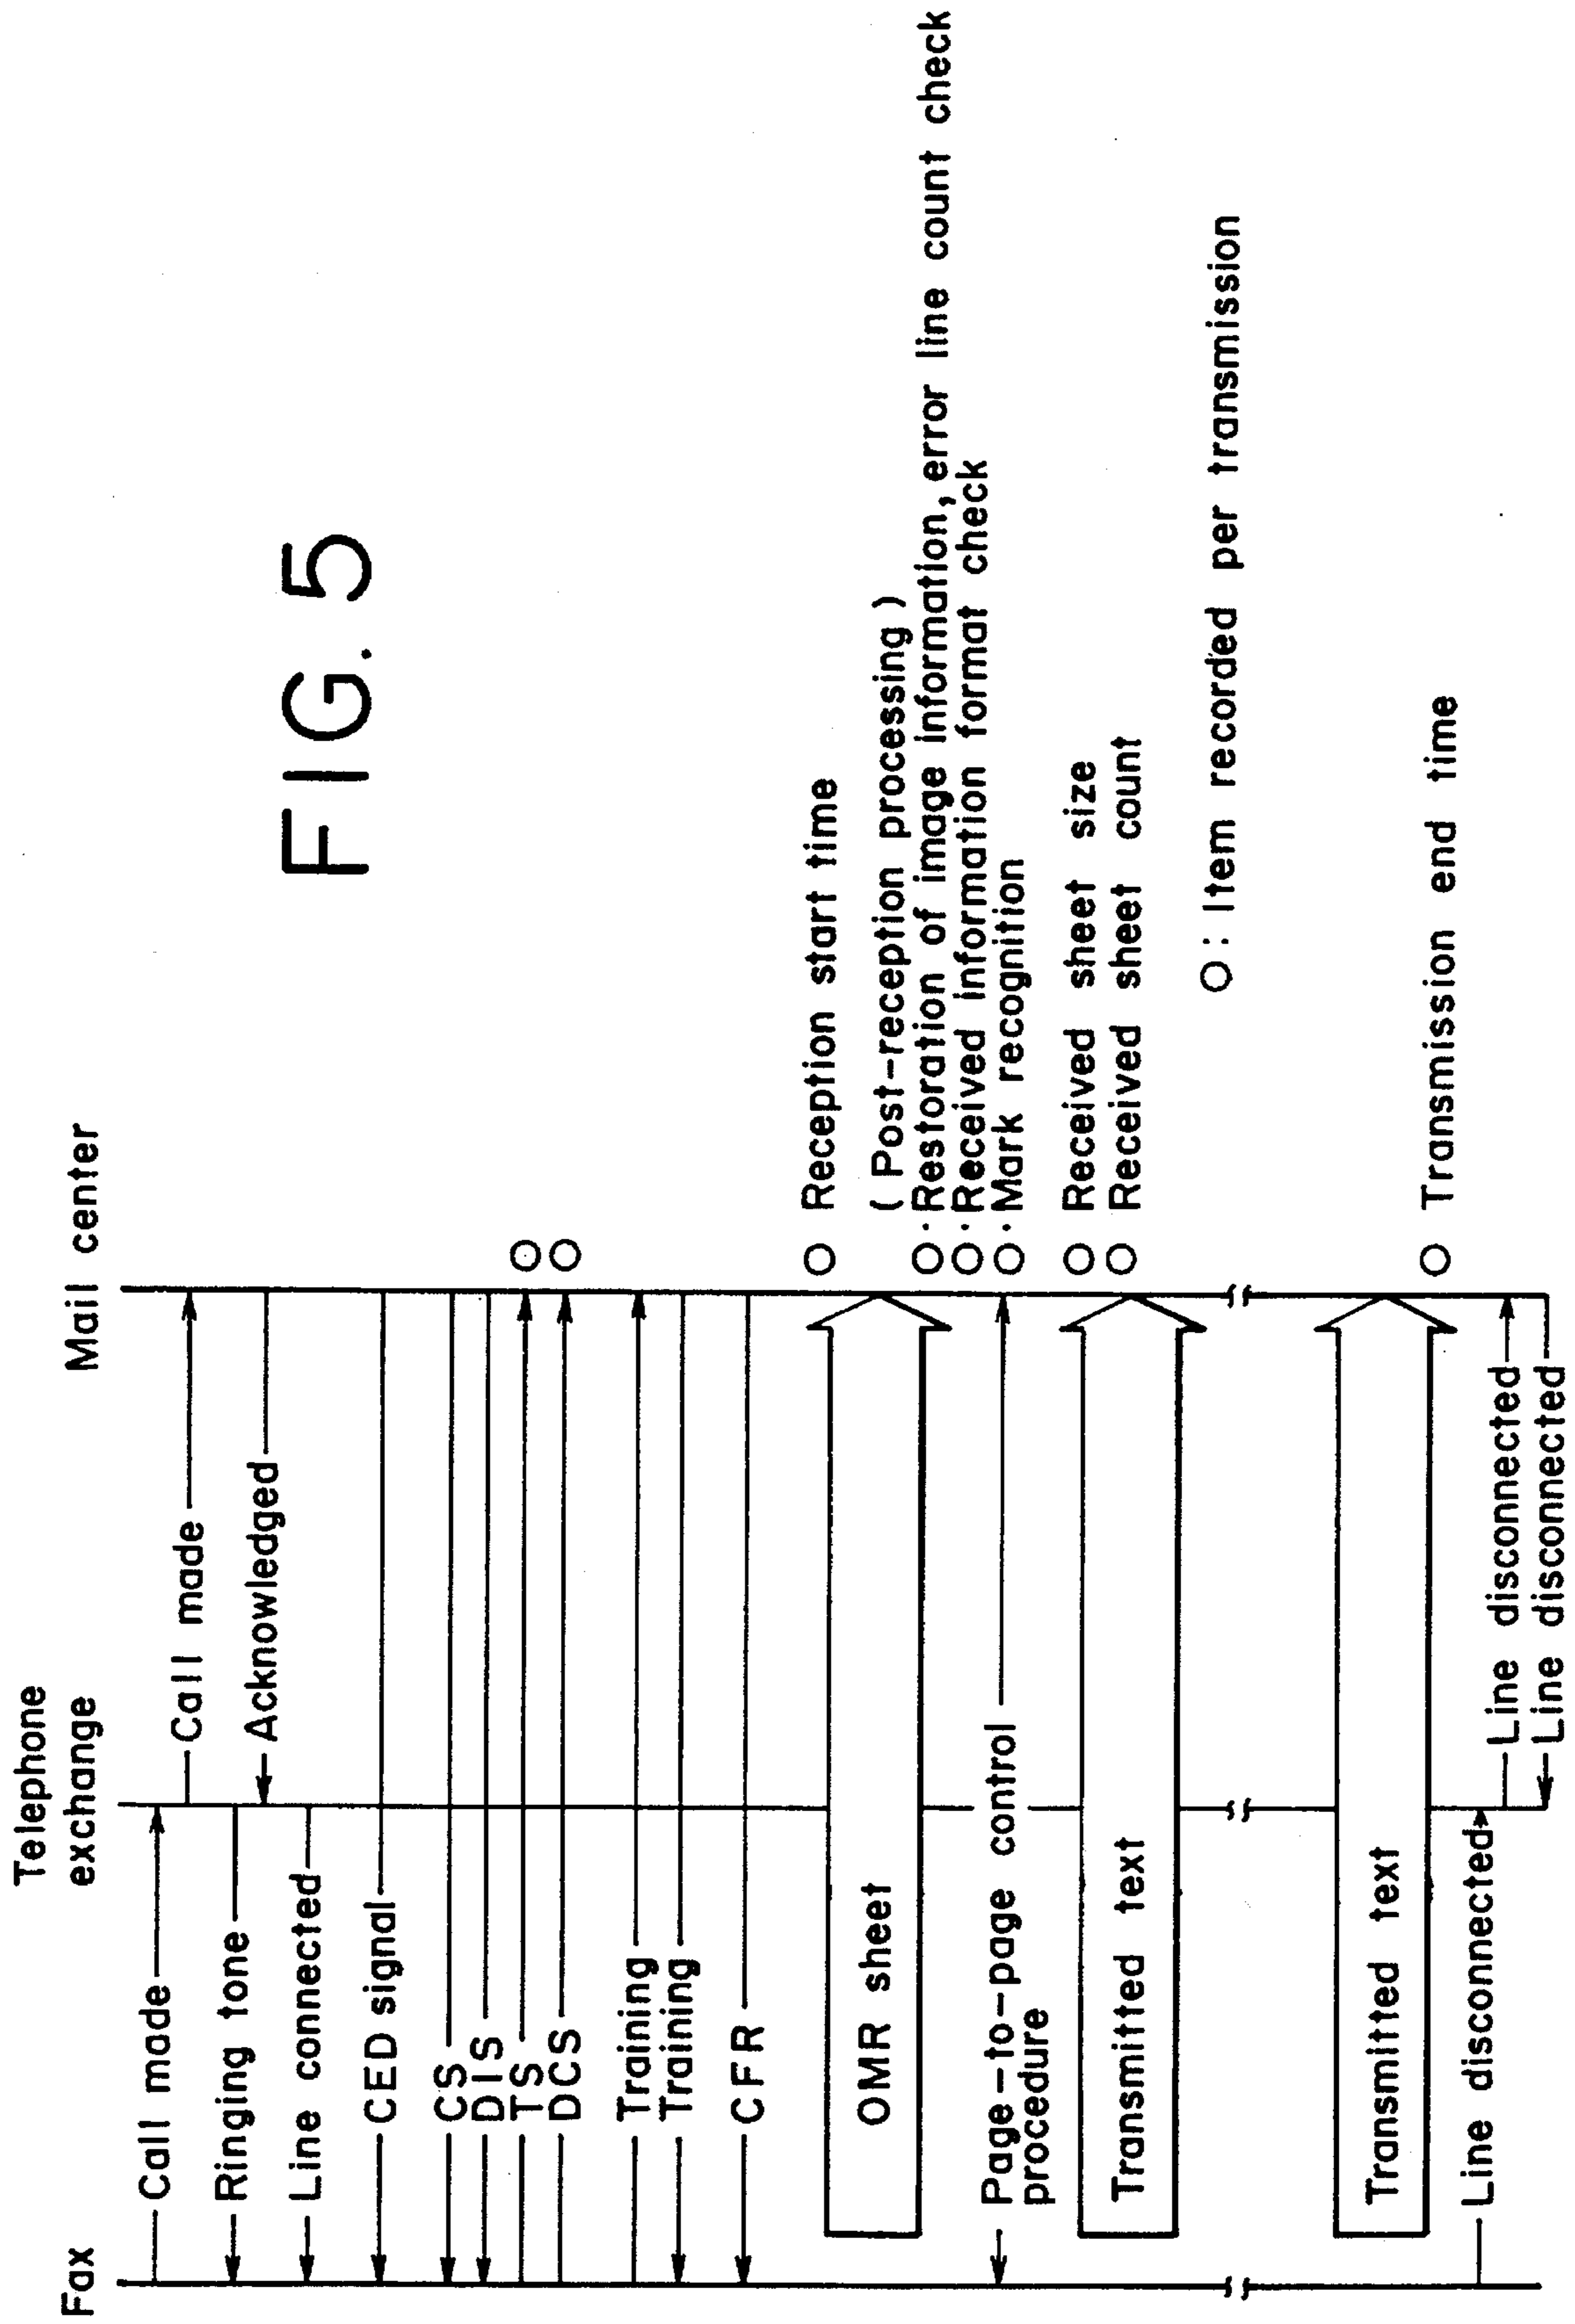 FIG. 5
Fax
Telephone
exchange
Mail center
Call made
Call made
Ringing tone
Acknowledged
Line connected
CED signal
CS
DIS
TS
DCS
Training
Training
CFR
OMR sheet
Reception start time
(Post-reception processing)
·Restoration of image information, error line count check
·Received information format check
·Mark recognition
Page-to-page control
procedure
Transmitted text
Received sheet size
Received sheet count
○: Item recorded per transmission
Transmitted text
Transmission end time
Line disconnected
Line disconnected
Line disconnected